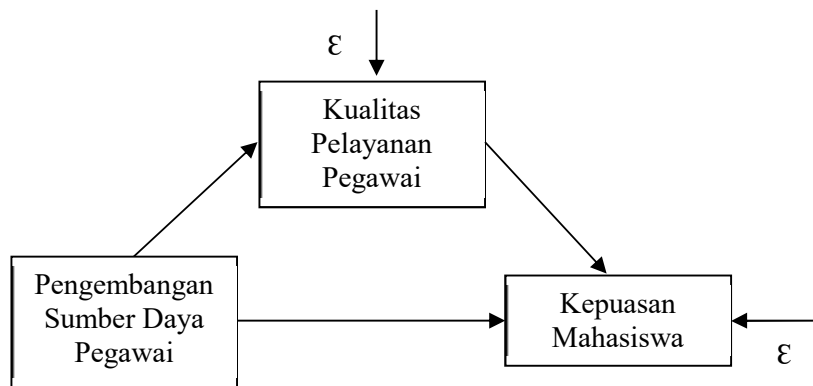 ε
Kualitas
Pelayanan
Pegawai
Pengembangan
Sumber Daya
Pegawai
Kepuasan
Mahasiswa
ε